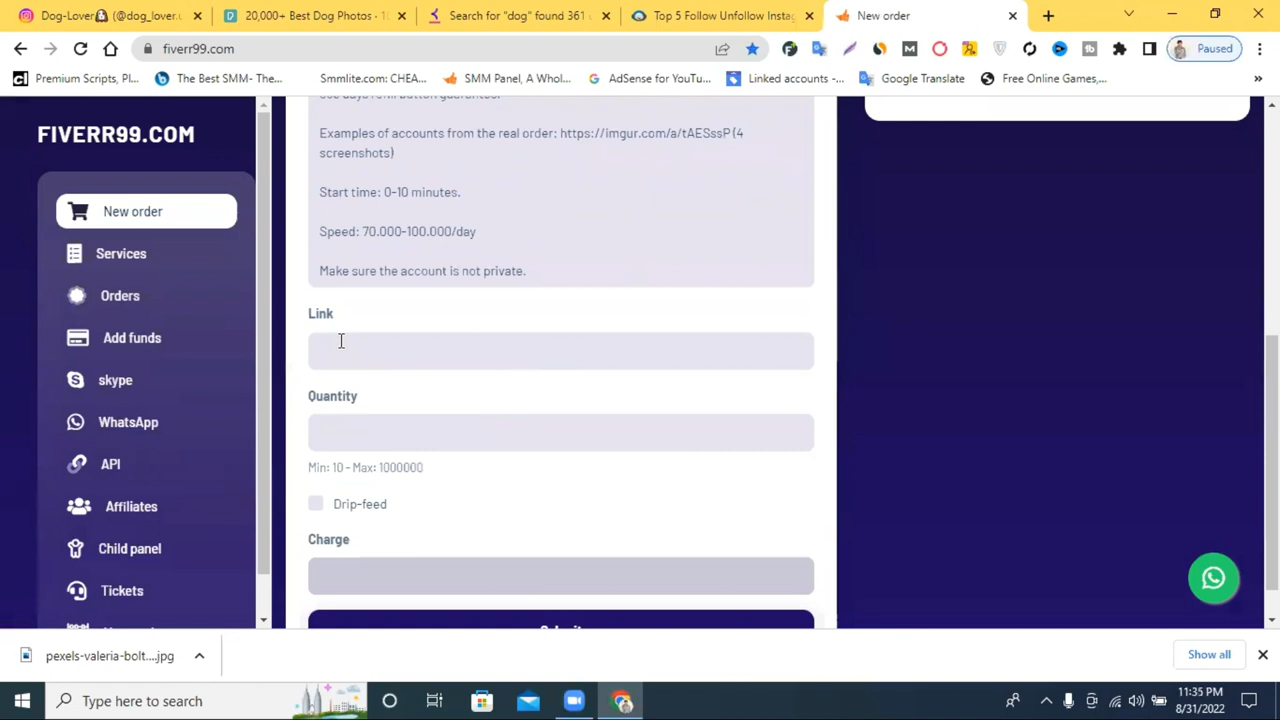 Dog-Lover (@dog_lover.u
20,000+ Best Dog Photos · 10
Search for "dog" found 361
Top 5 Follow Unfollow Insta
New order
fiverr99.com
Paused
Premium Scripts, Pl...
The Best SMM- The...
Smmlite.com: CHEA...
SMM Panel, A Whol...
AdSense for YouTu...
Linked accounts -...
Google Translate
Free Online Games,...
FIVERR99.COM
New order
Services
Orders
Add funds
skype
WhatsApp
API
Affiliates
Child panel
Tickets
Examples of accounts from the real order: https://imgur.com/a/tAESssP (4
screenshots)
Start time: 0-10 minutes.
Speed: 70.000-100.000/day
Make sure the account is not private.
Link
Quantity
Min: 10 - Max: 1000000
Drip-feed
Charge
pexels-valeria-bolt....jpg
Show all
Type here to search
11:35 PM
8/31/2022